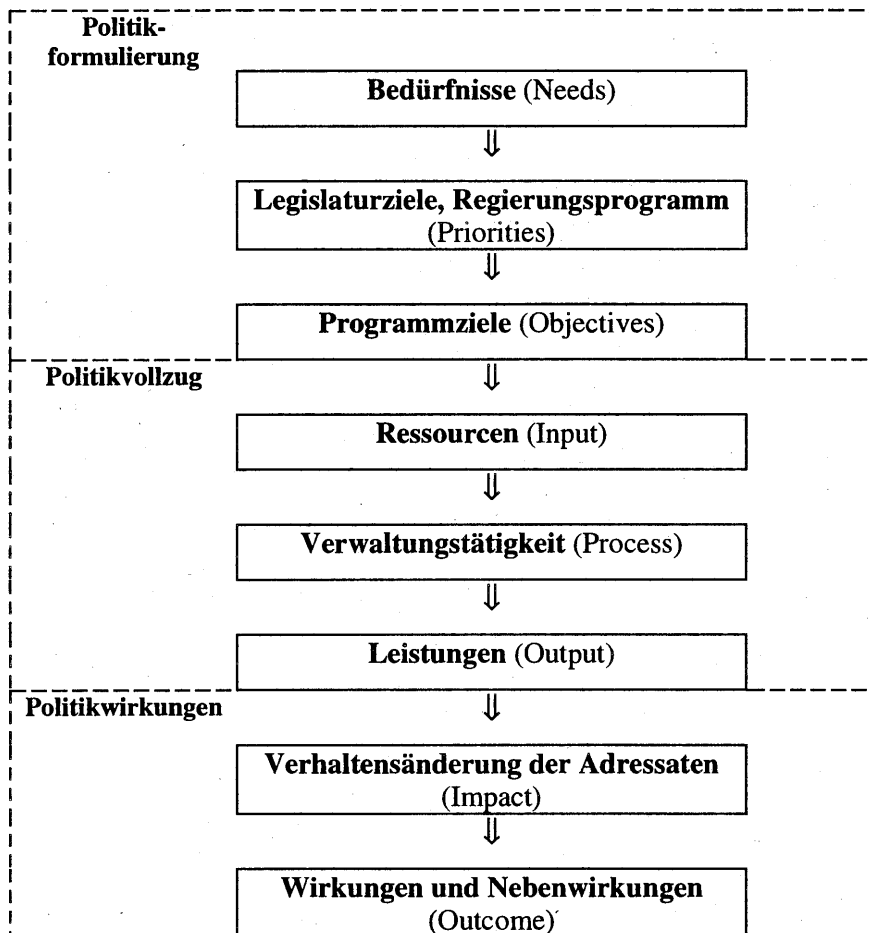 Politik-
formulierung
Bedürfnisse (Needs)
⇓
Legislaturziele, Regierungsprogramm
(Priorities)
⇓
Programmziele (Objectives)
Politikvollzug
⇓
Ressourcen (Input)
⇓
Verwaltungstätigkeit (Process)
⇓
Leistungen (Output)
Politikwirkungen
⇓
Verhaltensänderung der Adressaten
(Impact)
⇓
Wirkungen und Nebenwirkungen
(Outcome)